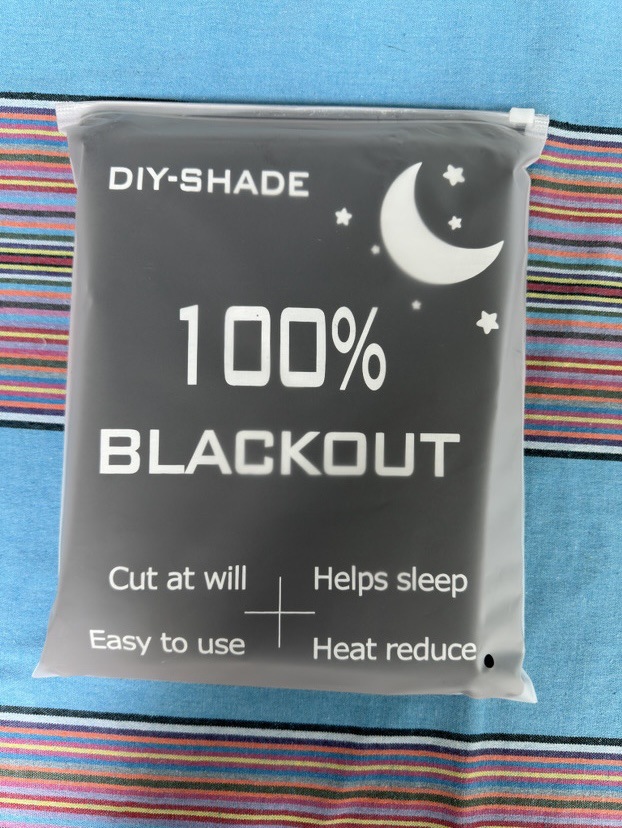 DIY-SHADE
100%
BLACKOUT
Cut at will
Helps sleep
Easy to use
Heat reduce